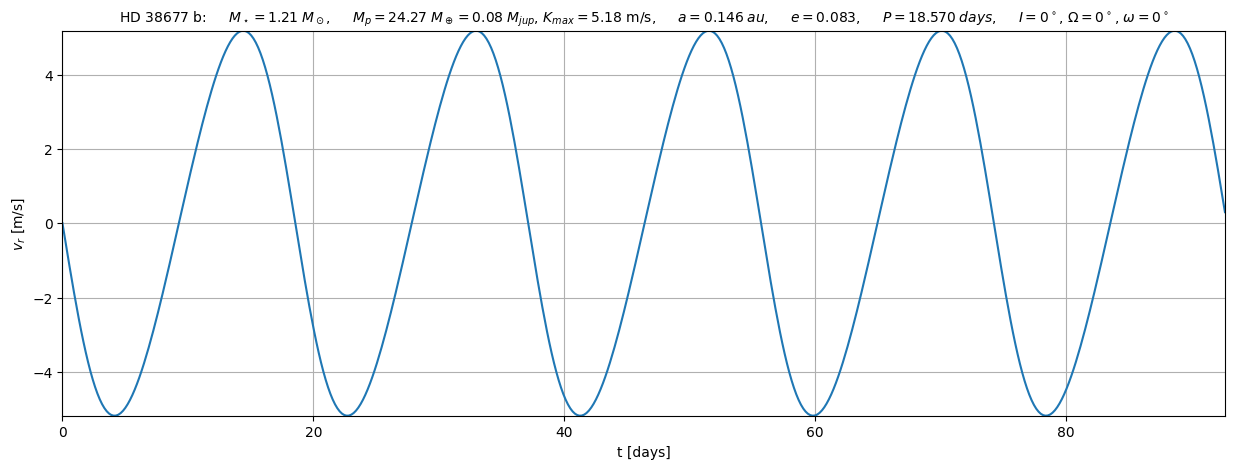 HD 38677 b: M⋆ = 1.21 M⊙, Mp = 24.27 M⊕ = 0.08 Mjup, Kmax = 5.18 m/s, a = 0.146 au, e = 0.083, P = 18.570 days, I = 0°, Ω = 0°, ω = 0°
4
2
0
−2
−4
vr [m/s]
0 20 40 60 80
t [days]